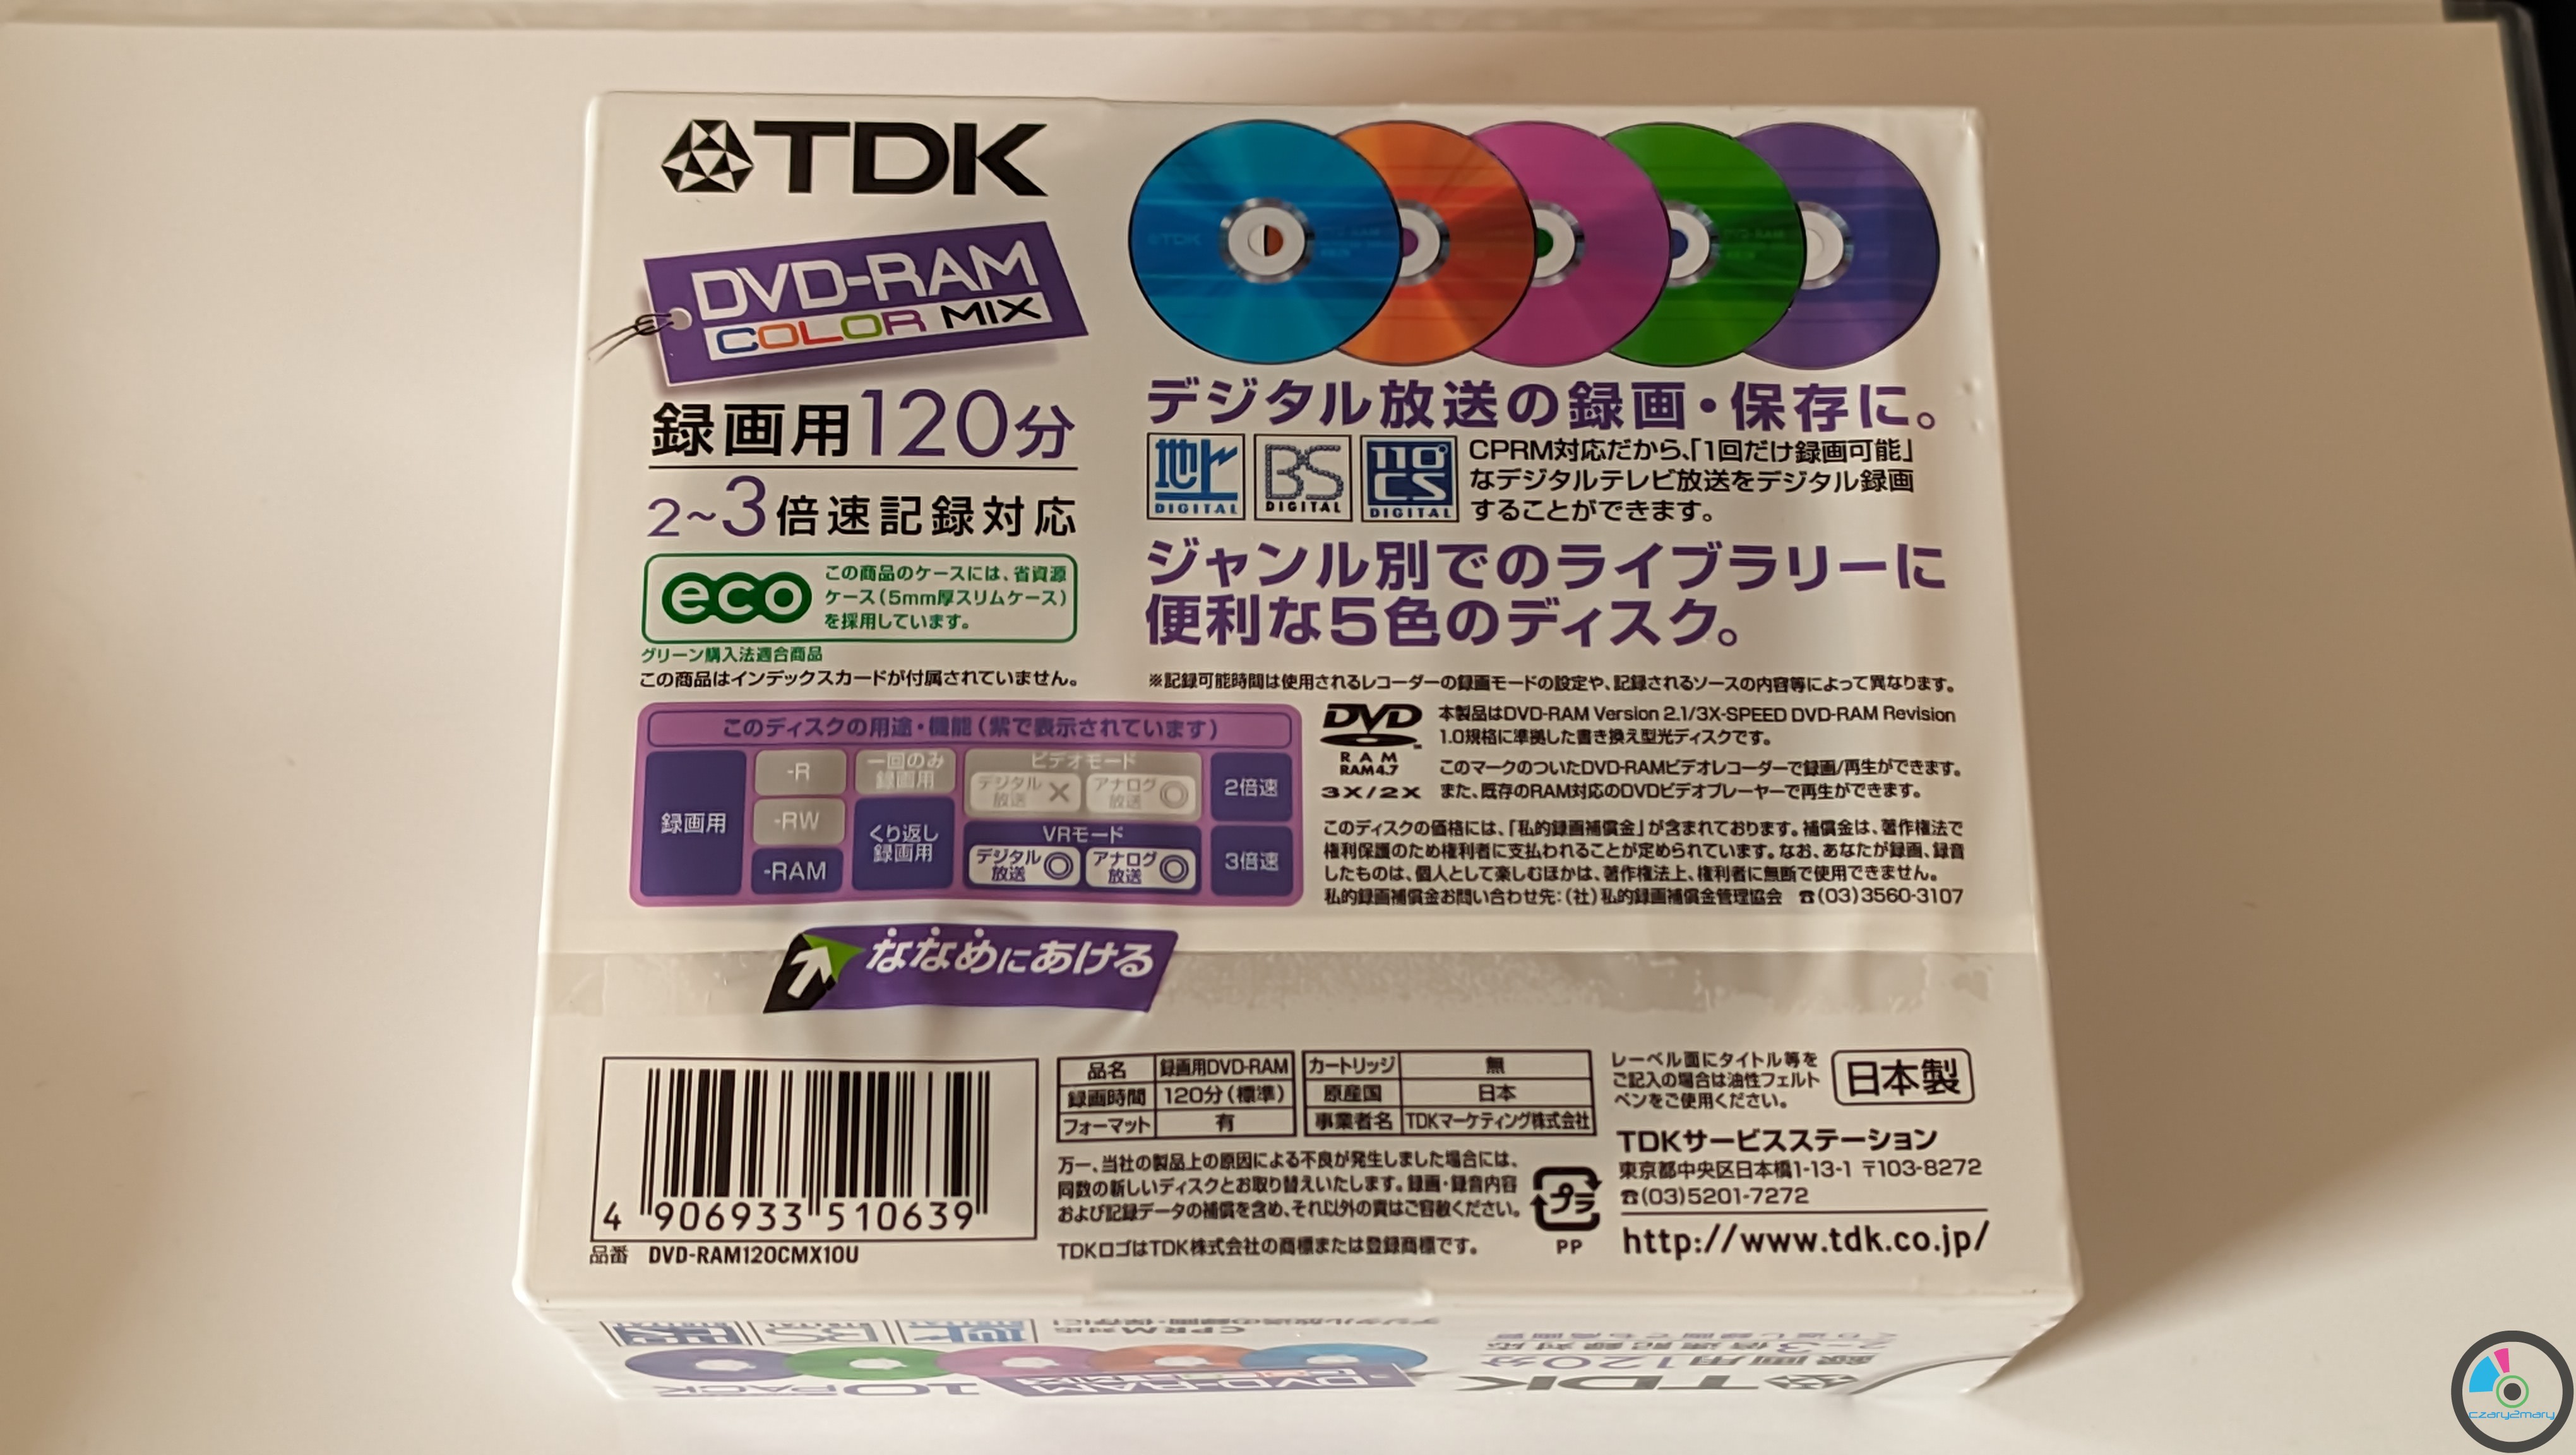 TDK
DVD-RAM
COLOR MIX
録画用120分
2~3倍速記録対応
eco
この商品のケースには、省資源
ケース(5mm厚スリムケース)
を採用しています。
グリーン購入法適合商品
この商品はインデックスカードが付属されていません。
デジタル放送の録画・保存に。
地上
DIGITAL
BS
DIGITAL
110°
CS
DIGITAL
CPRM対応だから、「1回だけ録画可能」
なデジタルテレビ放送をデジタル録画
することができます。
ジャンル別でのライブラリーに
便利な5色のディスク。
※記録可能時間は使用されるレコーダーの録画モードの設定や、記録されるソースの内容等によって異なります。
このディスクの用途・機能(紫で表示されています)
録画用
-R
-RW
-RAM
一回のみ
録画用
くり返し
録画用
ビデオモード
デジタル
放送 ×
アナログ
放送 ◎
VRモード
デジタル
放送 ◎
アナログ
放送 ◎
2倍速
3倍速
DVD
RAM
RAM4.7
3X/2X
本製品はDVD-RAM Version 2.1/3X-SPEED DVD-RAM Revision
1.0規格に準拠した書き換え型光ディスクです。
このマークのついたDVD-RAMビデオレコーダーで録画/再生ができます。
また、既存のRAM対応のDVDビデオプレーヤーで再生ができます。
このディスクの価格には、「私的録画補償金」が含まれております。補償金は、著作権法で
権利保護のため権利者に支払われることが定められています。なお、あなたが録画、録音
したものは、個人として楽しむほかは、著作権法上、権利者に無断で使用できません。
私的録画補償金お問い合わせ先:(社)私的録画補償金管理協会 ☎(03)3560-3107
ななめにあける
4 906933 510639
品番 DVD-RAM120CMX10U
品名 録画用DVD-RAM
録画時間 120分(標準)
フォーマット 有
カートリッジ 無
原産国 日本
事業者名 TDKマーケティング株式会社
万一、当社の製品上の原因による不良が発生しました場合には、
同数の新しいディスクとお取り替えいたします。録画・録音内容
および記録データの補償を含め、それ以外の責はご容赦ください。
TDKロゴはTDK株式会社の商標または登録商標です。
プラ
PP
レーベル面にタイトル等を
ご記入の場合は油性フェルト
ペンをご使用ください。
日本製
TDKサービスステーション
東京都中央区日本橋1-13-1 〒103-8272
☎(03)5201-7272
http://www.tdk.co.jp/
TDK
録画用120分
2~3倍速記録対応
DVD-RAM
10PACK
czary2mary